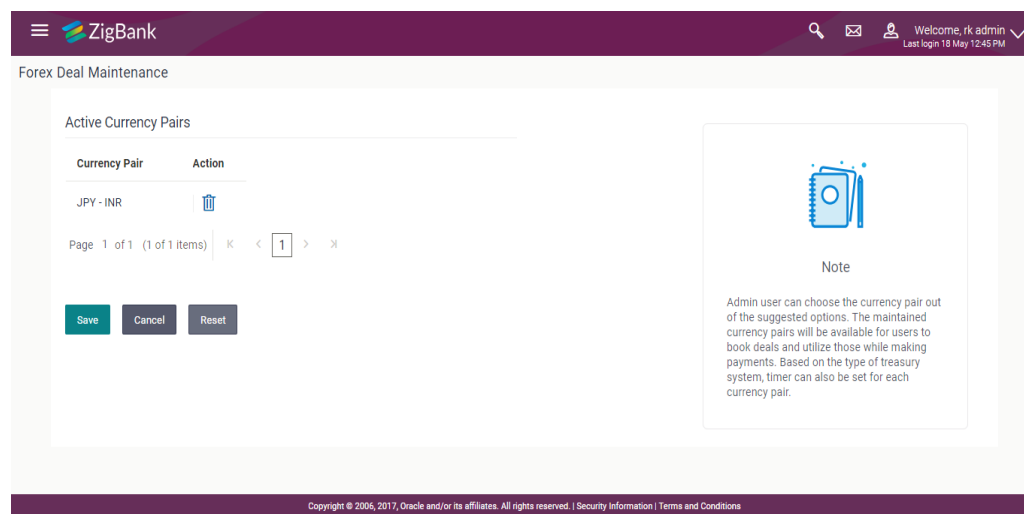 ZigBank
Welcome, rk admin
Last login 18 May 12:45 PM
Forex Deal Maintenance
Active Currency Pairs
Currency Pair Action
JPY - INR
Page 1 of 1 (1 of 1 items) K < 1 > >|
Save Cancel Reset
Note
Admin user can choose the currency pair out
of the suggested options. The maintained
currency pairs will be available for users to
book deals and utilize those while making
payments. Based on the type of treasury
system, timer can also be set for each
currency pair.
Copyright © 2006, 2017, Oracle and/or its affiliates. All rights reserved. | Security Information | Terms and Conditions